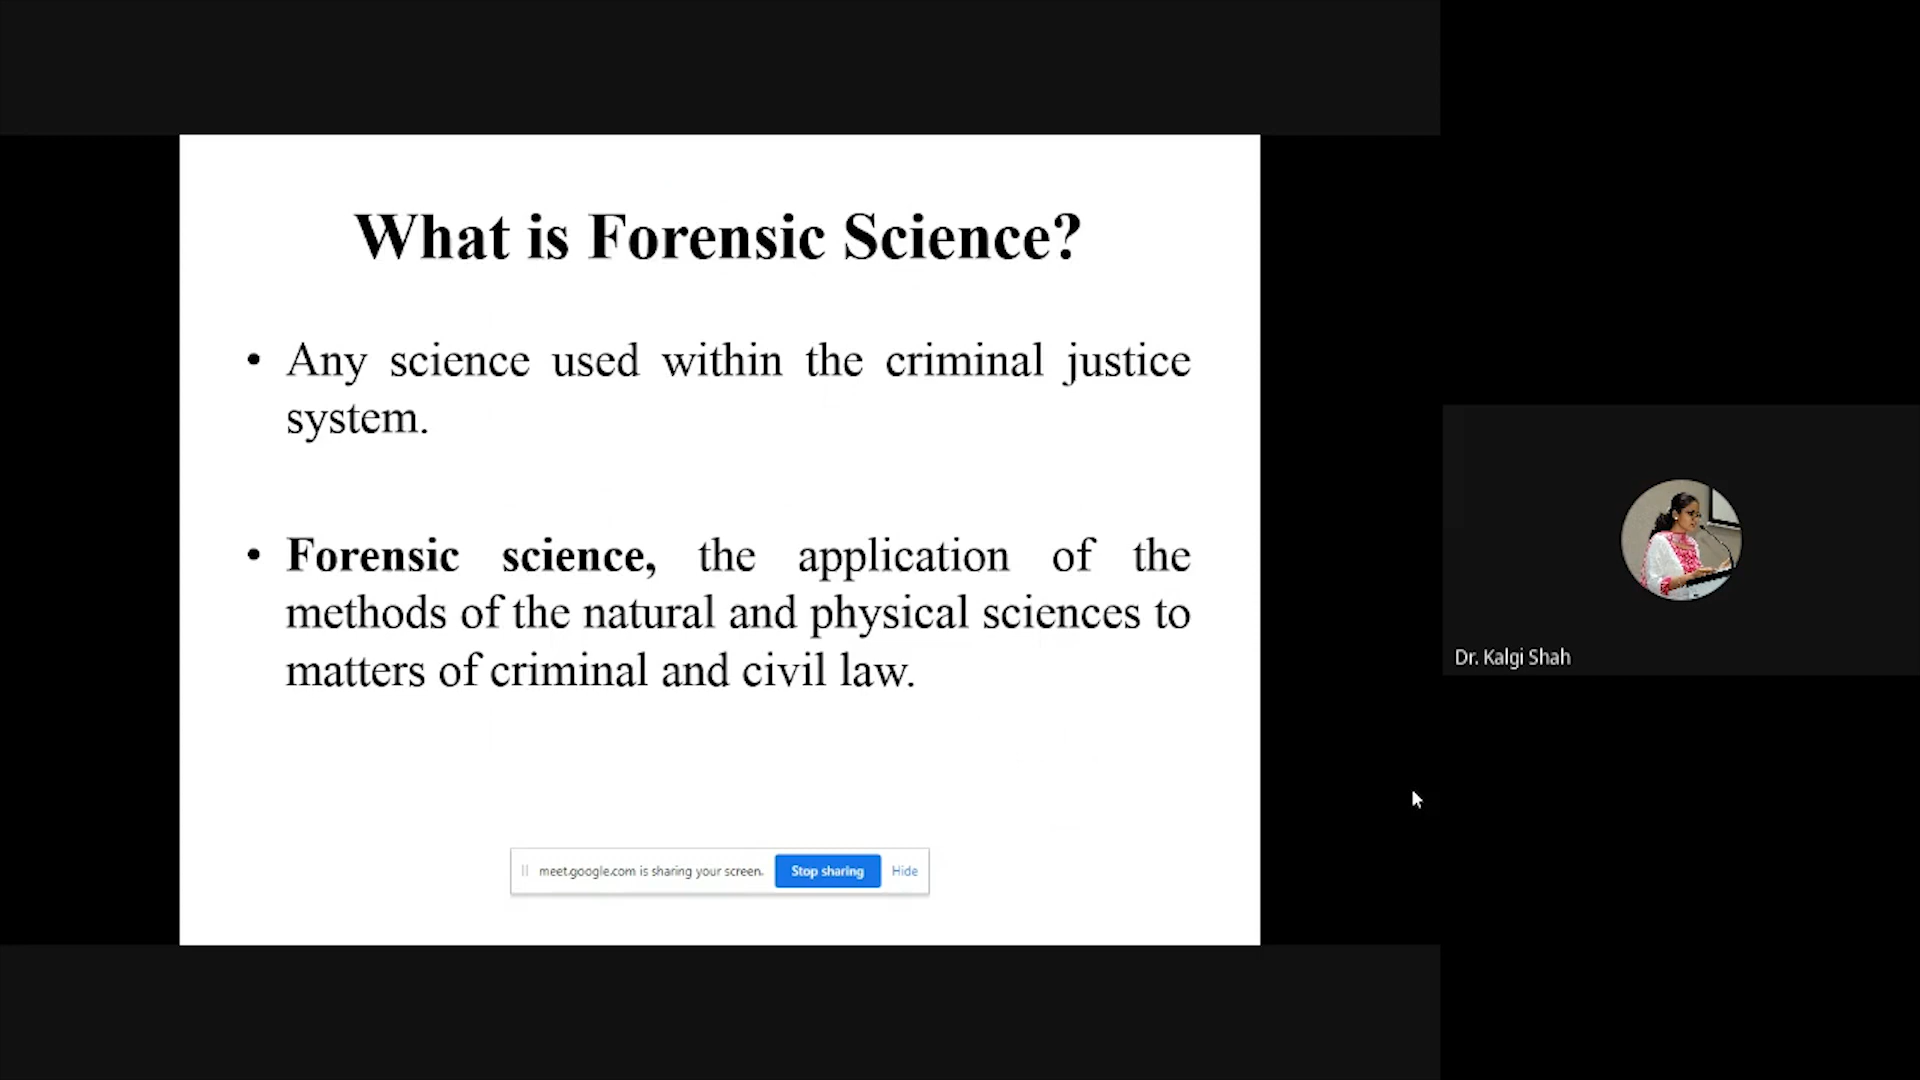 What is Forensic Science?
• Any science used within the criminal justice
system.
• Forensic science, the application of the
methods of the natural and physical sciences to
matters of criminal and civil law.
meet.google.com is sharing your screen. Stop sharing Hide
Dr. Kalgi Shah